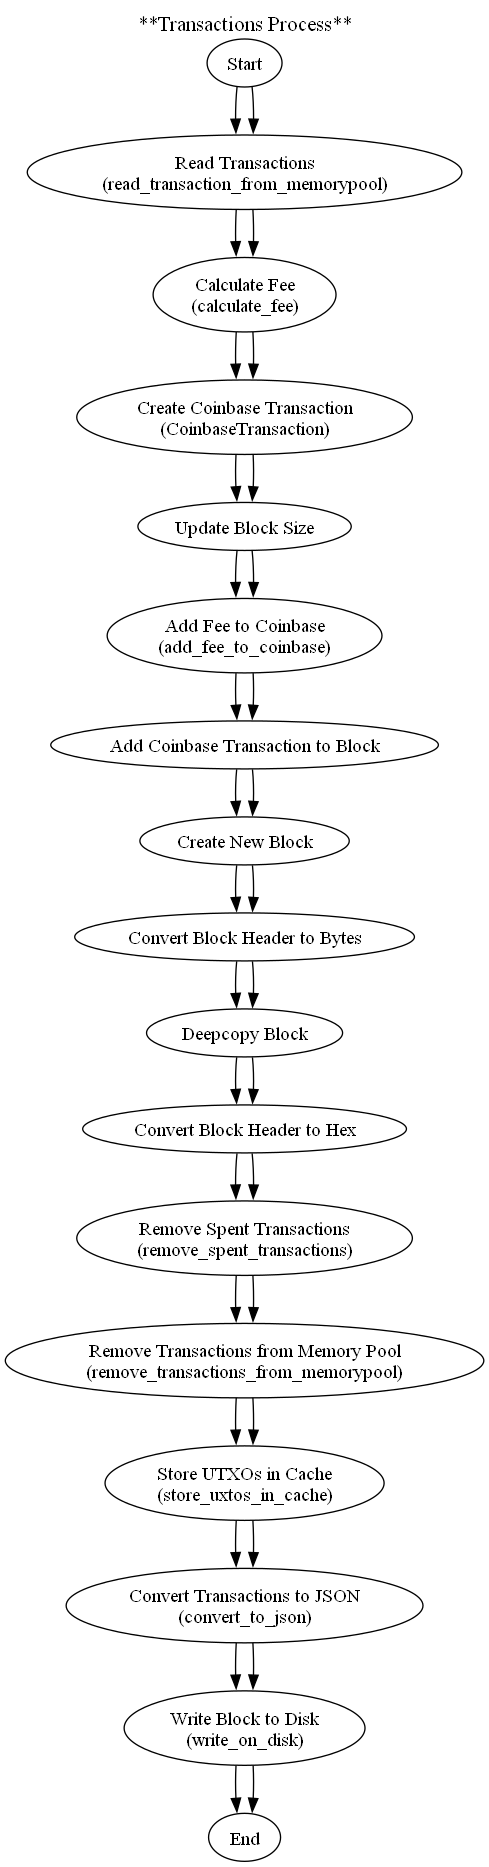 **Transactions Process**
Start
Read Transactions
(read_transaction_from_memorypool)
Calculate Fee
(calculate_fee)
Create Coinbase Transaction
(CoinbaseTransaction)
Update Block Size
Add Fee to Coinbase
(add_fee_to_coinbase)
Add Coinbase Transaction to Block
Create New Block
Convert Block Header to Bytes
Deepcopy Block
Convert Block Header to Hex
Remove Spent Transactions
(remove_spent_transactions)
Remove Transactions from Memory Pool
(remove_transactions_from_memorypool)
Store UTXOs in Cache
(store_uxtos_in_cache)
Convert Transactions to JSON
(convert_to_json)
Write Block to Disk
(write_on_disk)
End